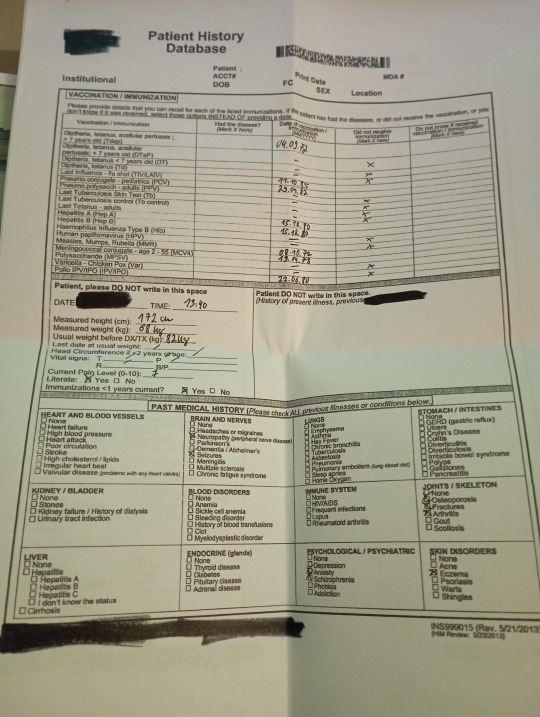 Patient History
Database
Institutional
Patient
ACCT#
DOB
FC
Print Date
SEX
MDA #
Location
VACCINATION / IMMUNIZATION
Please provide details that you can recall for each of the listed immunizations. If the patient has had the diseases, or did not receive the vaccination, or you
don't know if it was received, select those options INSTEAD OF providing a date.
Vaccination / Immunization Had the disease? (Mark X here) Date of vaccination / immunization Did not receive immunization (Mark X here) Do not know if received vaccination / immunization (Mark X here)
Diphtheria, tetanus, acellular pertussis ;
> 7 years old (Tdap) 04.09.72
Diphtheria, tetanus, acellular
pertussis, < 7 years old (DTaP) – x
Diphtheria, tetanus < 7 years old (DT) –
Diphtheria, tetanus (Td) –
Last Influenza - flu shot (TIV/LAIV)
Pneumo conjugate - pediatrics (PCV)
Pneumo polysacch - adults (PPV)
Last Tuberculosis Skin Test (Tb)
Last Tuberculosis control (Tb control)
Last Tetanus - adults
Hepatitis A (Hep A)
Hepatitis B (Hep B)
Haemophilus Influenza Type B (Hib)
Human papillomavirus (HPV)
Measles, Mumps, Rubella (MMR)
Meningococcal conjugate - age 2 - 55 (MCV4)
Polysaccharide (MPSV)
Varicella - Chicken Pox (Var)
Polio IPV/IPO (IPV/IPO) 22.06.80
Patient, please DO NOT write in this space
DATE TIME: 13:40
Measured height (cm): 172 cm
Measured weight (kg): 68 kg
Usual weight before DX/TX (kg): 82 kg
Last date at usual weight:
Head Circumference if <2 years of age:
Vital signs: T P
R B/P
Current Pain Level (0-10): 7
Literate: X Yes □ No
Immunizations <1 years current? X Yes □ No
Patient DO NOT write in this space.
(History of present illness, previous
PAST MEDICAL HISTORY (Please check ALL previous illnesses or conditions below.)
HEART AND BLOOD VESSELS
□ None
□ Heart failure
□ High blood pressure
□ Heart attack
□ Poor circulation
□ Stroke
□ High cholesterol / lipids
□ Irregular heart beat
□ Valvular disease (problems with any heart valves)
BRAIN AND NERVES
□ None
□ Headaches or migraines
X Neuropathy (peripheral nerve disease)
□ Parkinson's
□ Dementia / Alzheimer's
X Seizures
□ Meningitis
□ Multiple sclerosis
□ Chronic fatigue syndrome
LUNGS
□ None
□ Emphysema
□ Asthma
□ Hay Fever
□ Chronic bronchitis
□ Tuberculosis
□ Asbestosis
□ Pneumonia
□ Pulmonary embolism (lung blood clot)
□ Sleep apnea
□ Home Oxygen
STOMACH / INTESTINES
□ None
□ GERD (gastric reflux)
□ Ulcers
□ Crohn's Disease
□ Colitis
□ Diverticulitis
□ Diverticulosis
□ Irritable bowel syndrome
□ Polyps
□ Gallstones
□ Pancreatitis
KIDNEY / BLADDER
□ None
□ Stones
□ Kidney failure / History of dialysis
□ Urinary tract infection
BLOOD DISORDERS
□ None
□ Anemia
□ Sickle cell anemia
□ Bleeding disorder
□ History of blood transfusions
□ Clot
□ Myelodysplastic disorder
IMMUNE SYSTEM
□ None
□ HIV/AIDS
□ Frequent infections
□ Lupus
□ Rheumatoid arthritis
JOINTS / SKELETON
□ None
X Osteoporosis
X Fractures
X Arthritis
□ Gout
□ Scoliosis
LIVER
□ None
□ Hepatitis
□ Hepatitis A
□ Hepatitis B
□ Hepatitis C
□ I don't know the status
□ Cirrhosis
ENDOCRINE (glands)
□ None
□ Thyroid disease
□ Diabetes
□ Pituitary disease
□ Adrenal disease
PSYCHOLOGICAL / PSYCHIATRIC
□ None
□ Depression
X Anxiety
X Schizophrenia
□ Phobias
□ Addiction
SKIN DISORDERS
□ None
□ Acne
X Eczema
□ Psoriasis
□ Warts
□ Shingles
INS999015 (Rev. 5/21/2013)
(HIM Review: 5/23/2013)